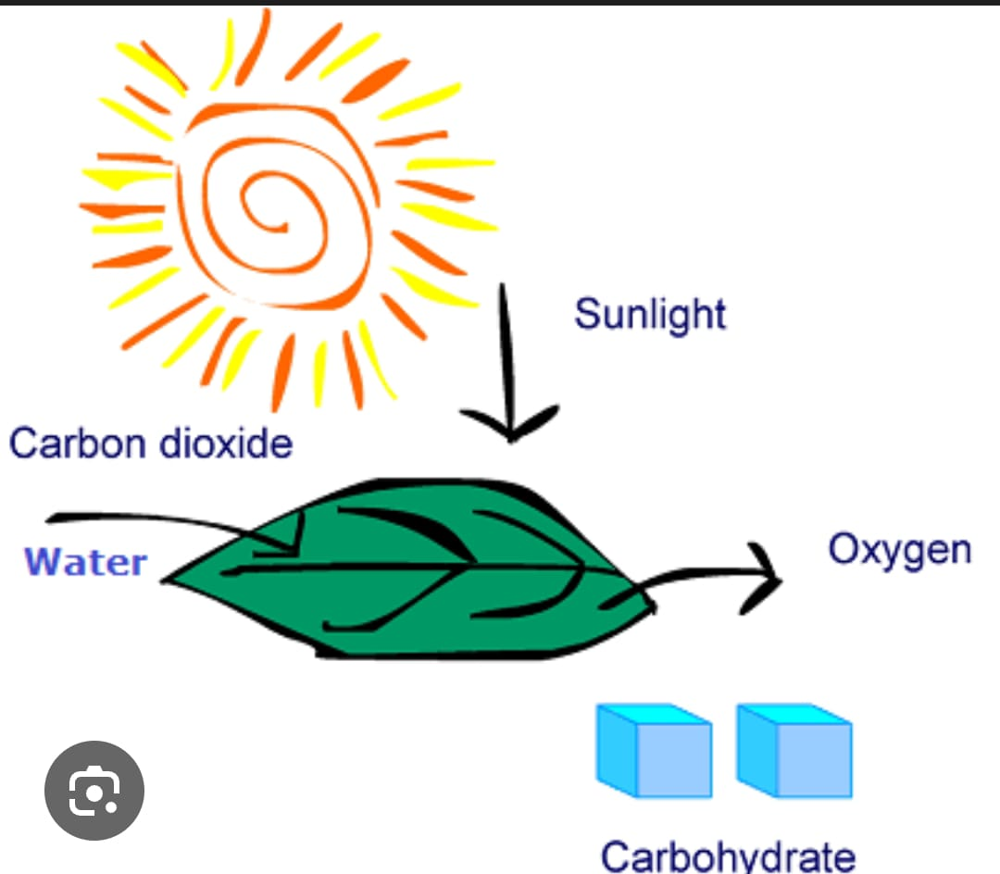 Sunlight
Carbon dioxide
Water
Oxygen
Carbohydrate